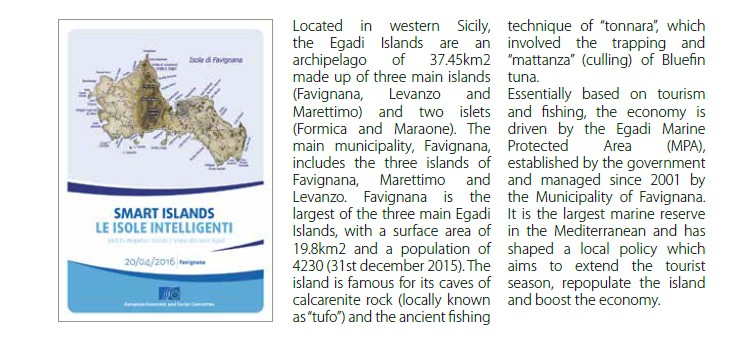 Isola di Favignana
SMART ISLANDS
LE ISOLE INTELLIGENTI
20/04/2016 | Favignana
European Economic and Social Committee
Located in western Sicily,
the Egadi Islands are an
archipelago of 37.45km2
made up of three main islands
(Favignana, Levanzo and
Marettimo) and two islets
(Formica and Maraone). The
main municipality, Favignana,
includes the three islands of
Favignana, Marettimo and
Levanzo. Favignana is the
largest of the three main Egadi
Islands, with a surface area of
19.8km2 and a population of
4230 (31st december 2015). The
island is famous for its caves of
calcarenite rock (locally known
as “tufo”) and the ancient fishing
technique of “tonnara”, which
involved the trapping and
“mattanza” (culling) of Bluefin
tuna.
Essentially based on tourism
and fishing, the economy is
driven by the Egadi Marine
Protected Area (MPA),
established by the government
and managed since 2001 by
the Municipality of Favignana.
It is the largest marine reserve
in the Mediterranean and has
shaped a local policy which
aims to extend the tourist
season, repopulate the island
and boost the economy.